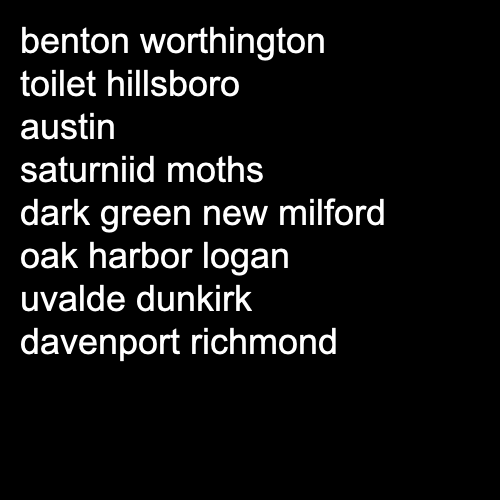 benton worthington
toilet hillsboro
austin
saturniid moths
dark green new milford
oak harbor logan
uvalde dunkirk
davenport richmond